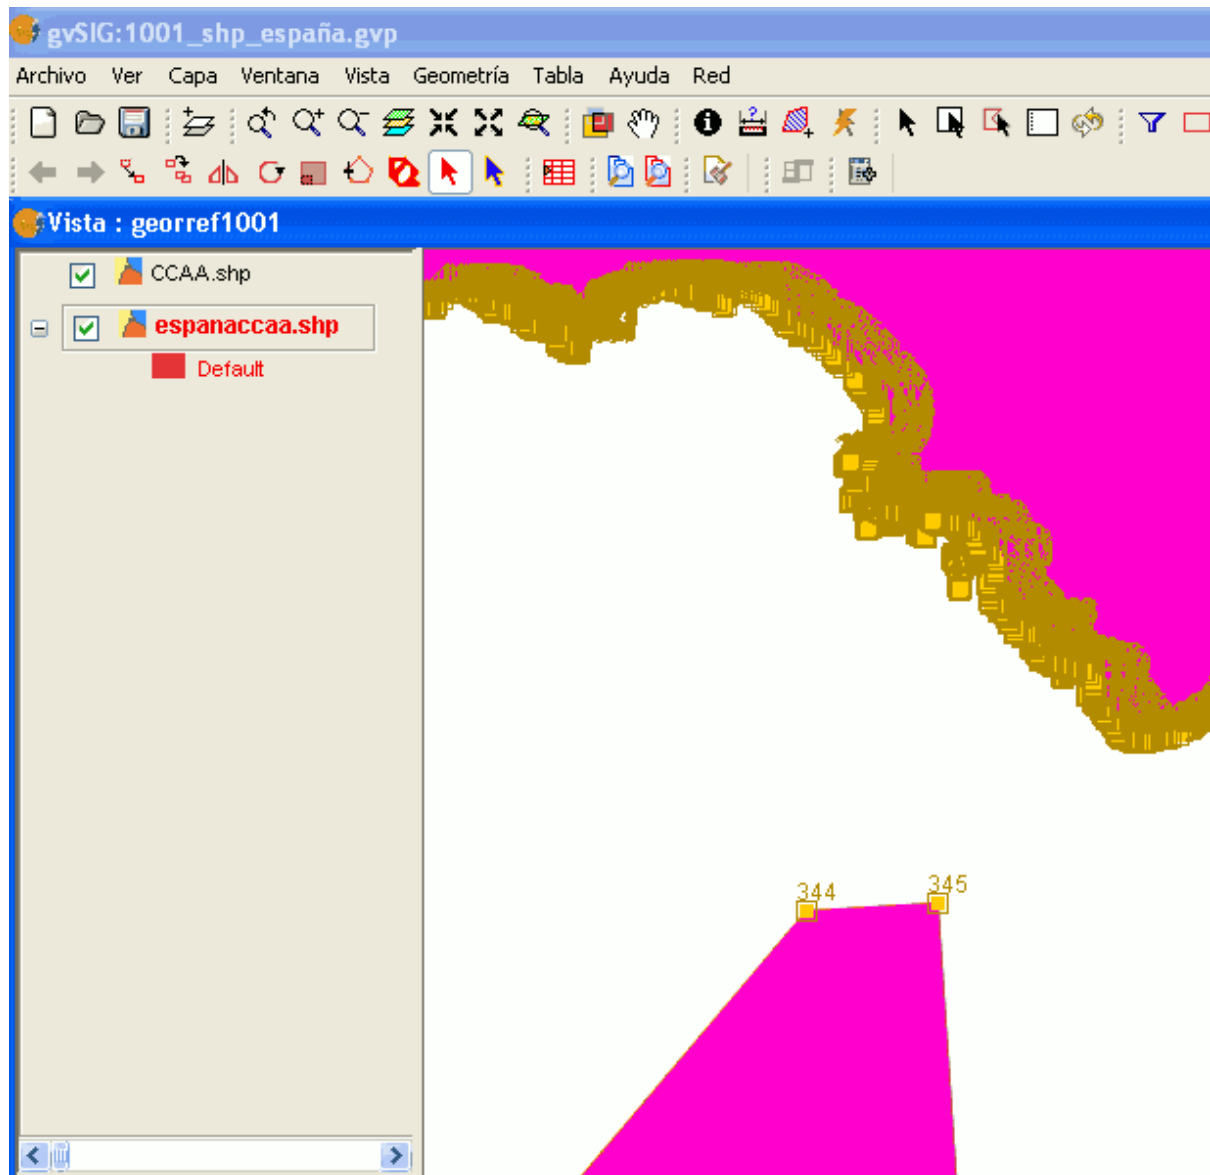 gvSIG:1001_shp_españa.gvp
Archivo Ver Capa Ventana Vista Geometría Tabla Ayuda Red
Vista : georref1001
CCAA.shp
espanaccaa.shp
Default
344 345